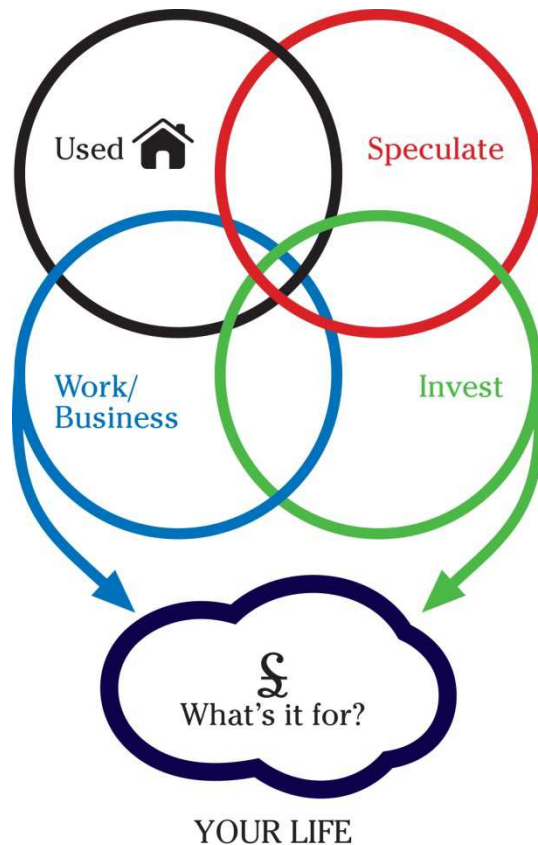 Used
Speculate
Work/
Business
Invest
£
What's it for?
YOUR LIFE